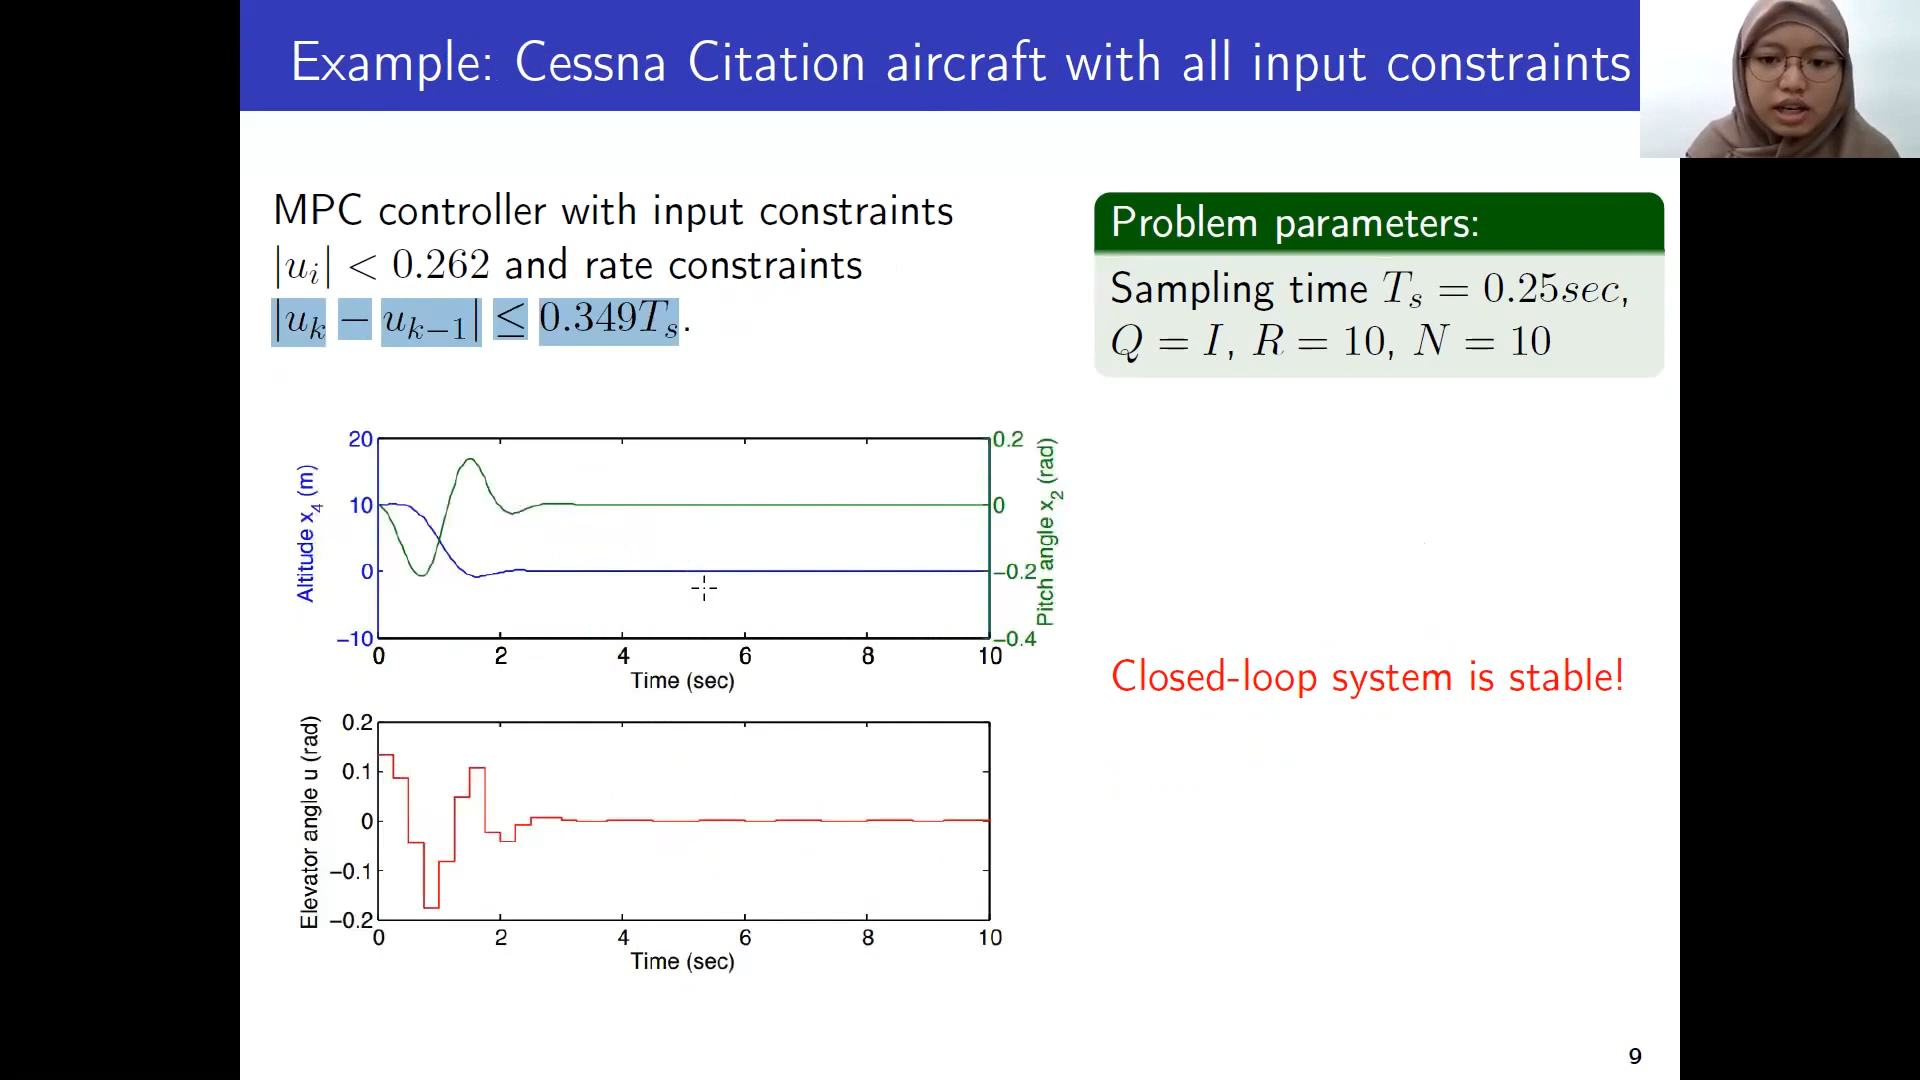 Example: Cessna Citation aircraft with all input constraints
MPC controller with input constraints
|u_i| < 0.262 and rate constraints
|u_k − u_{k−1}| ≤ 0.349T_s.
Problem parameters:
Sampling time T_s = 0.25sec,
Q = I, R = 10, N = 10
Altitude x_4 (m)
20
10
0
−10
0.2
0
−0.2
−0.4
Pitch angle x_2 (rad)
0 2 4 6 8 10
Time (sec)
Closed-loop system is stable!
Elevator angle u (rad)
0.2
0.1
0
−0.1
−0.2
0 2 4 6 8 10
Time (sec)
9